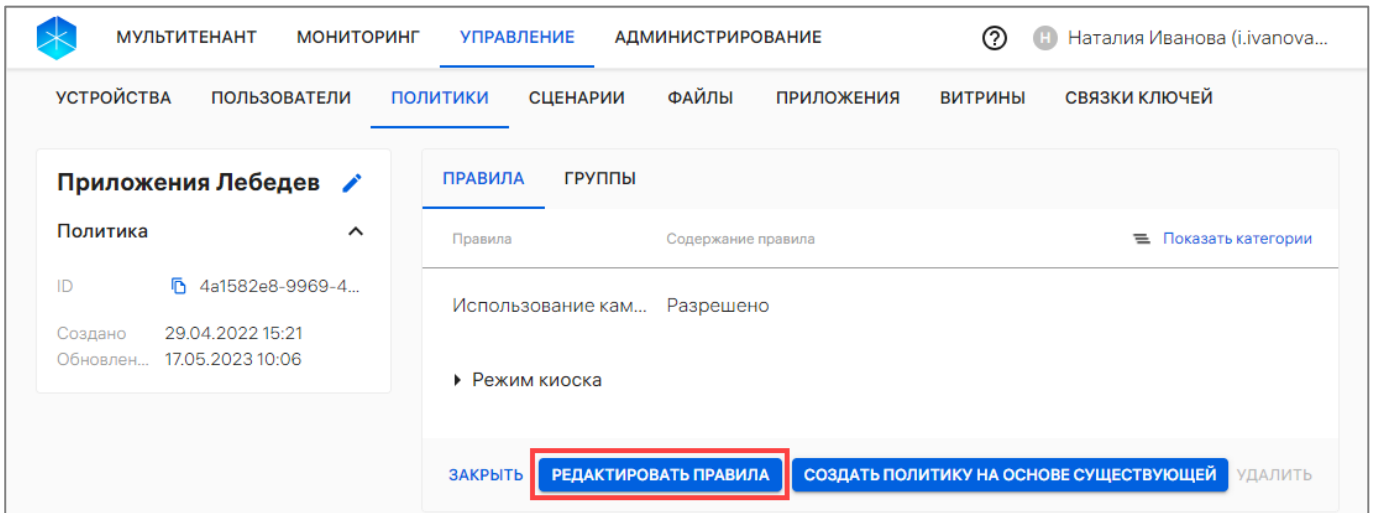 МУЛЬТИТЕНАНТ МОНИТОРИНГ УПРАВЛЕНИЕ АДМИНИСТРИРОВАНИЕ ? Н Наталия Иванова (i.ivanova...
УСТРОЙСТВА ПОЛЬЗОВАТЕЛИ ПОЛИТИКИ СЦЕНАРИИ ФАЙЛЫ ПРИЛОЖЕНИЯ ВИТРИНЫ СВЯЗКИ КЛЮЧЕЙ
Приложения Лебедев
Политика
ID 4a1582e8-9969-4...
Создано 29.04.2022 15:21
Обновлен... 17.05.2023 10:06
ПРАВИЛА ГРУППЫ
Правила Содержание правила Показать категории
Использование кам... Разрешено
Режим киоска
ЗАКРЫТЬ РЕДАКТИРОВАТЬ ПРАВИЛА СОЗДАТЬ ПОЛИТИКУ НА ОСНОВЕ СУЩЕСТВУЮЩЕЙ УДАЛИТЬ